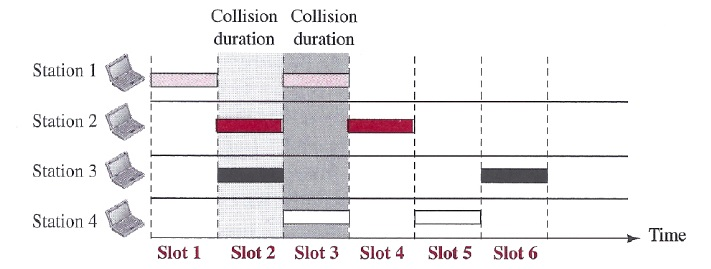 Collision Collision
duration duration
Station 1
Station 2
Station 3
Station 4
Time
Slot 1 Slot 2 Slot 3 Slot 4 Slot 5 Slot 6